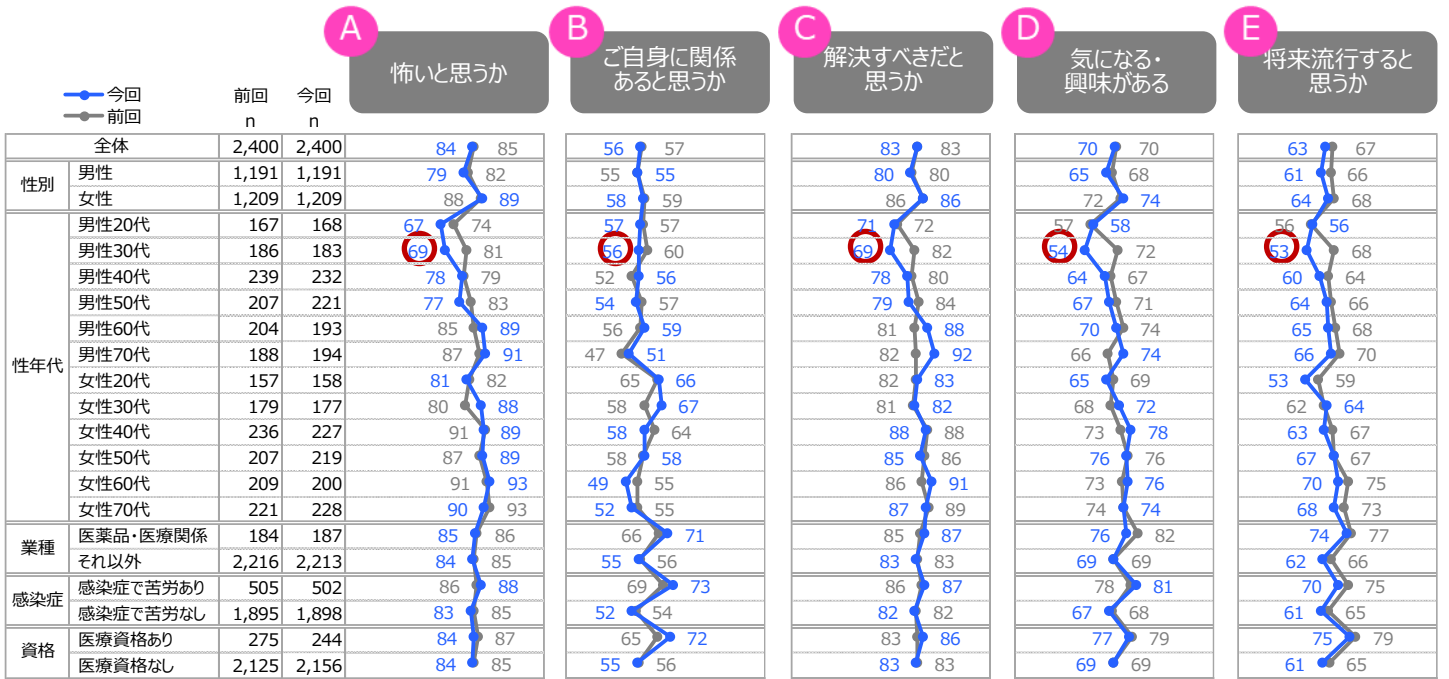 A 怖いと思うか
B ご自身に関係
あると思うか
C 解決すべきだと
思うか
D 気になる・
興味がある
E 将来流行すると
思うか
今回
前回
前回 今回
n n
全体 2,400 2,400 84 85 56 57 83 83 70 70 63 67
性別
男性 1,191 1,191 79 82 55 55 80 80 65 68 61 66
女性 1,209 1,209 88 89 58 59 86 86 72 74 64 68
性年代
男性20代 167 168 67 74 57 57 71 72 57 58 56 56
男性30代 186 183 69 81 56 60 69 82 54 72 53 68
男性40代 239 232 78 79 52 56 78 80 64 67 60 64
男性50代 207 221 77 83 54 57 79 84 67 71 64 66
男性60代 204 193 85 89 56 59 81 88 70 74 65 68
男性70代 188 194 87 91 47 51 82 92 66 74 66 70
女性20代 157 158 81 82 65 66 82 83 65 69 53 59
女性30代 179 177 80 88 58 67 81 82 68 72 62 64
女性40代 236 227 91 89 58 64 88 88 73 78 63 67
女性50代 207 219 87 89 58 58 85 86 76 76 67 67
女性60代 209 200 91 93 49 55 86 91 73 76 70 75
女性70代 221 228 90 93 52 55 87 89 74 74 68 73
業種
医薬品・医療関係 184 187 85 86 66 71 85 87 76 82 74 77
それ以外 2,216 2,213 84 85 55 56 83 83 69 69 62 66
感染症
感染症で苦労あり 505 502 86 88 69 73 86 87 78 81 70 75
感染症で苦労なし 1,895 1,898 83 85 52 54 82 82 67 68 61 65
資格
医療資格あり 275 244 84 87 65 72 83 86 77 79 75 79
医療資格なし 2,125 2,156 84 85 55 56 83 83 69 69 61 65